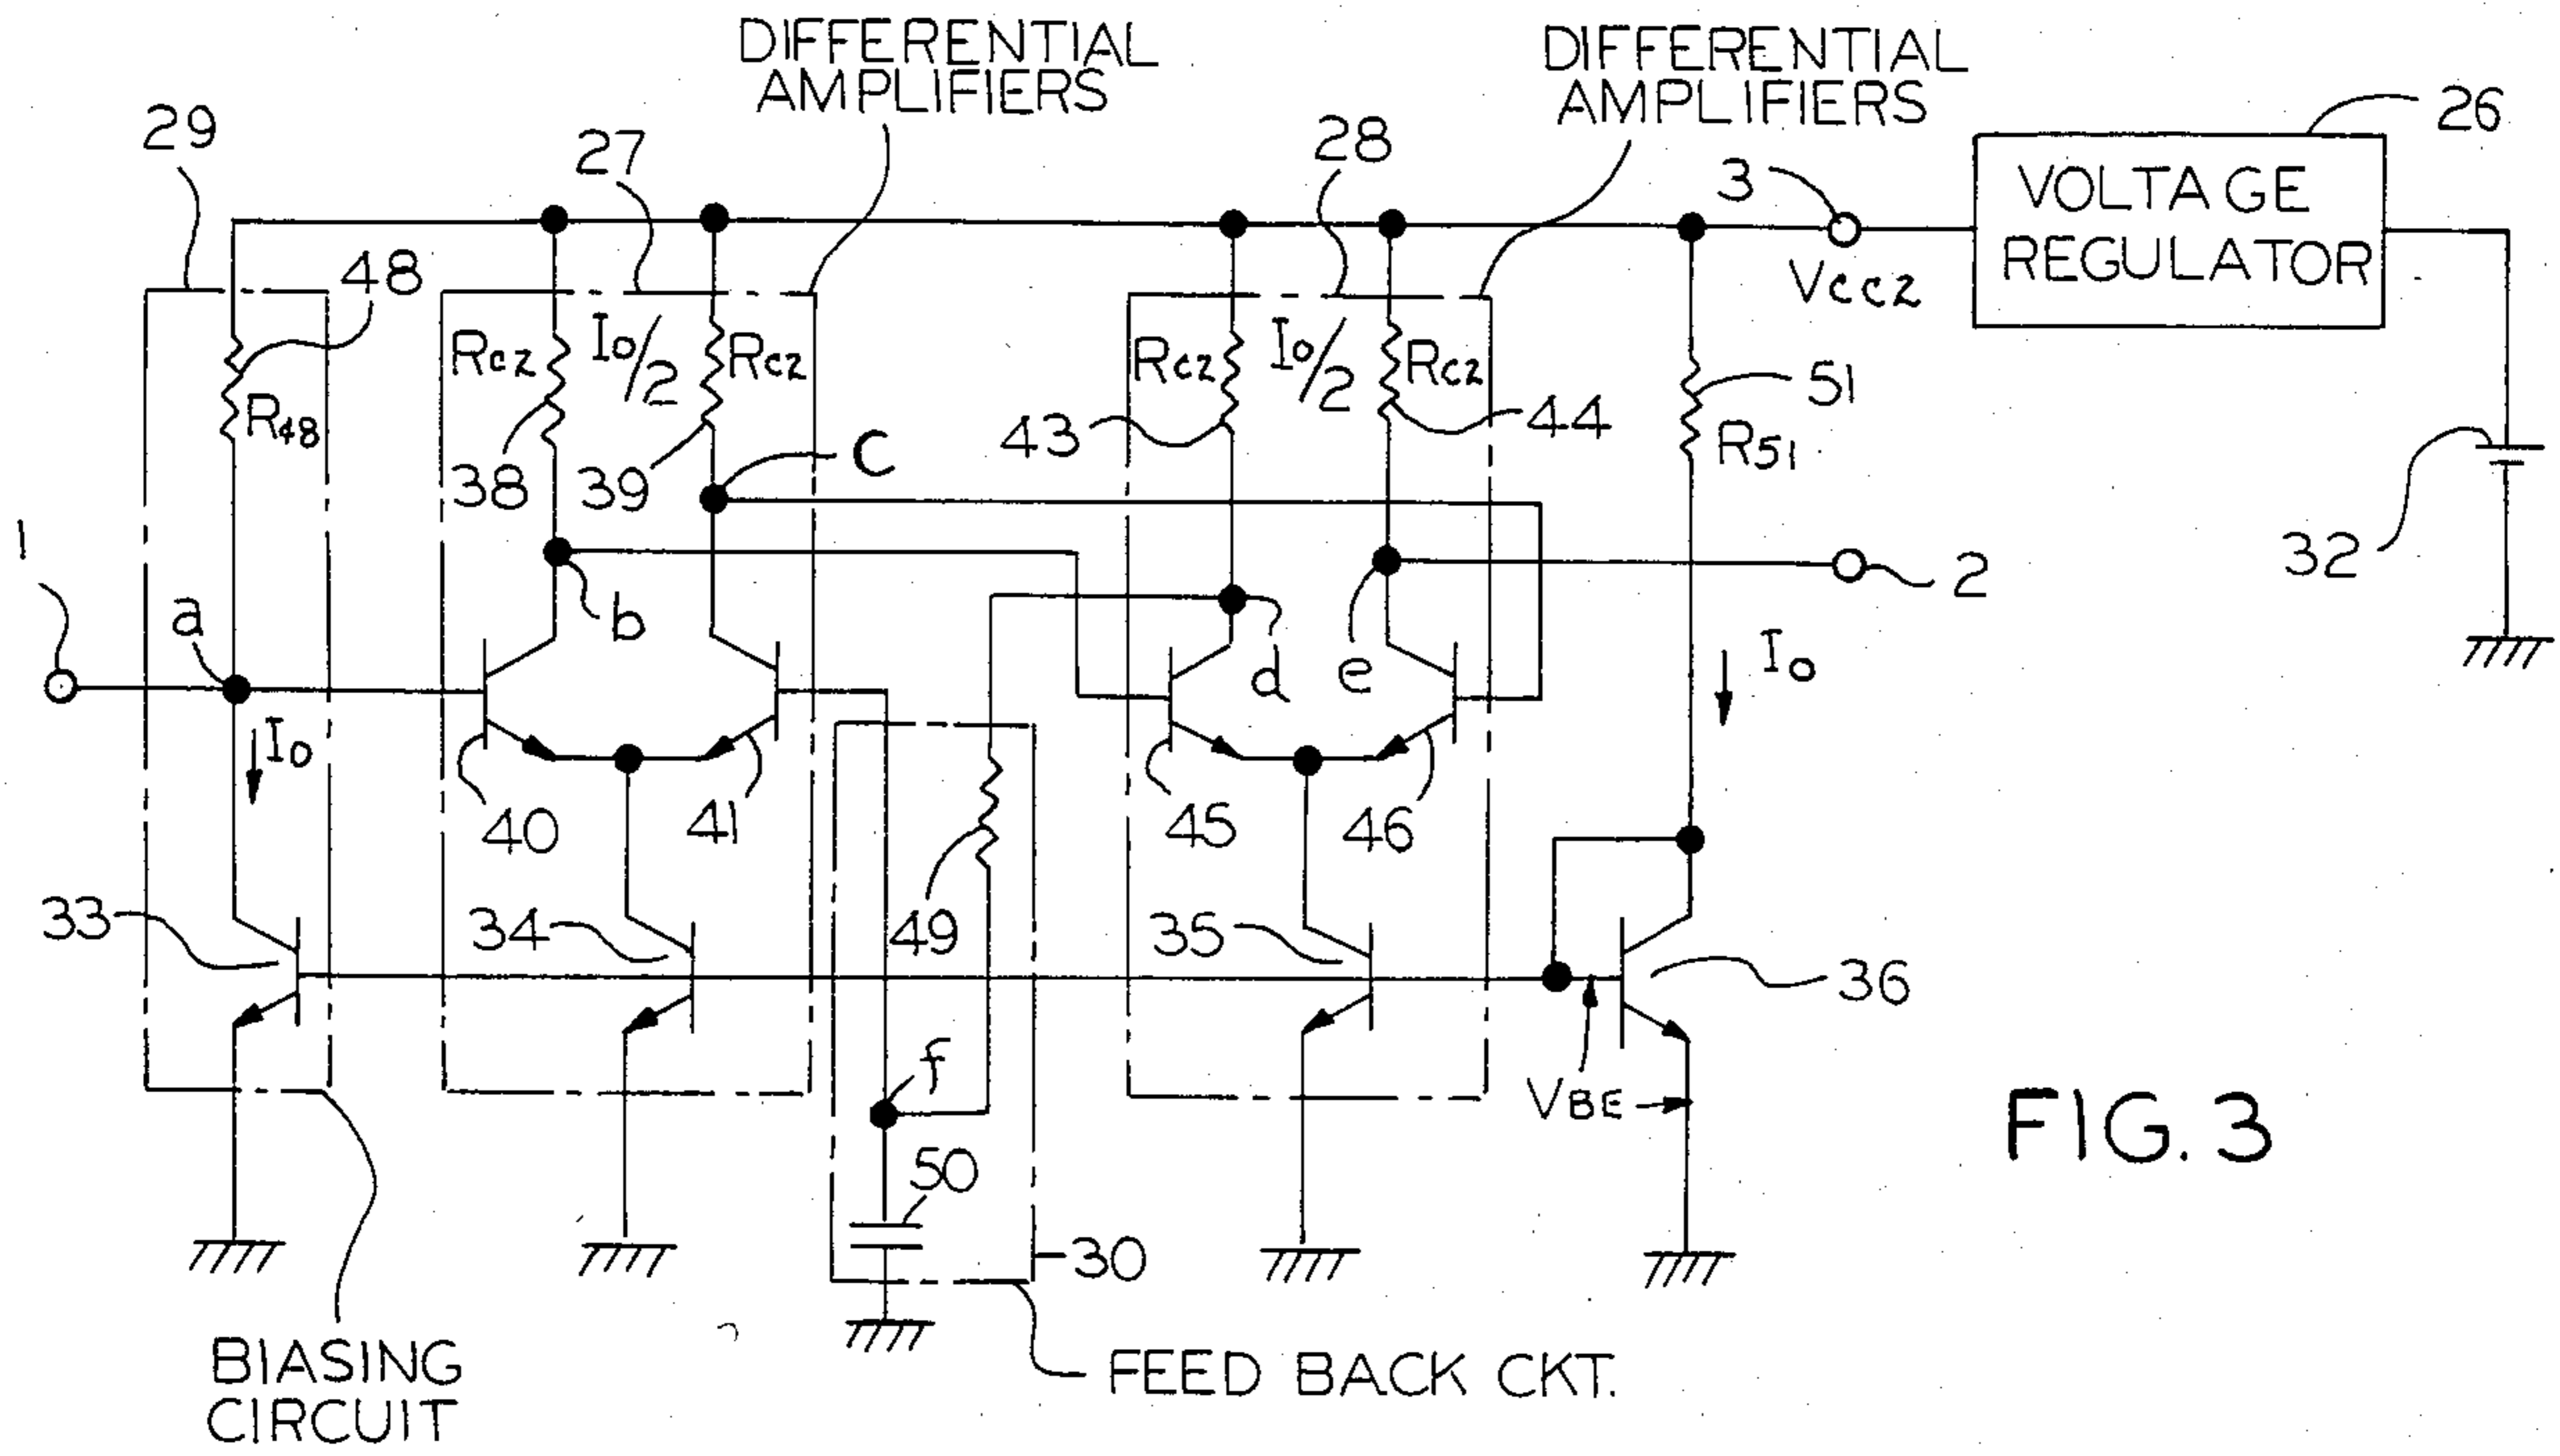 DIFFERENTIAL
AMPLIFIERS
DIFFERENTIAL
AMPLIFIERS
29
27
28
3
26
VOLTAGE
REGULATOR
VCC2
48
R48
RC2
I0/2
RC2
RC2
I0/2
RC2
38
39
C
43
44
51
R51
32
1
a
b
d
e
2
I0
I0
40
41
45
46
33
34
49
35
36
f
VBE
50
30
FIG. 3
BIASING
CIRCUIT
FEED BACK CKT.